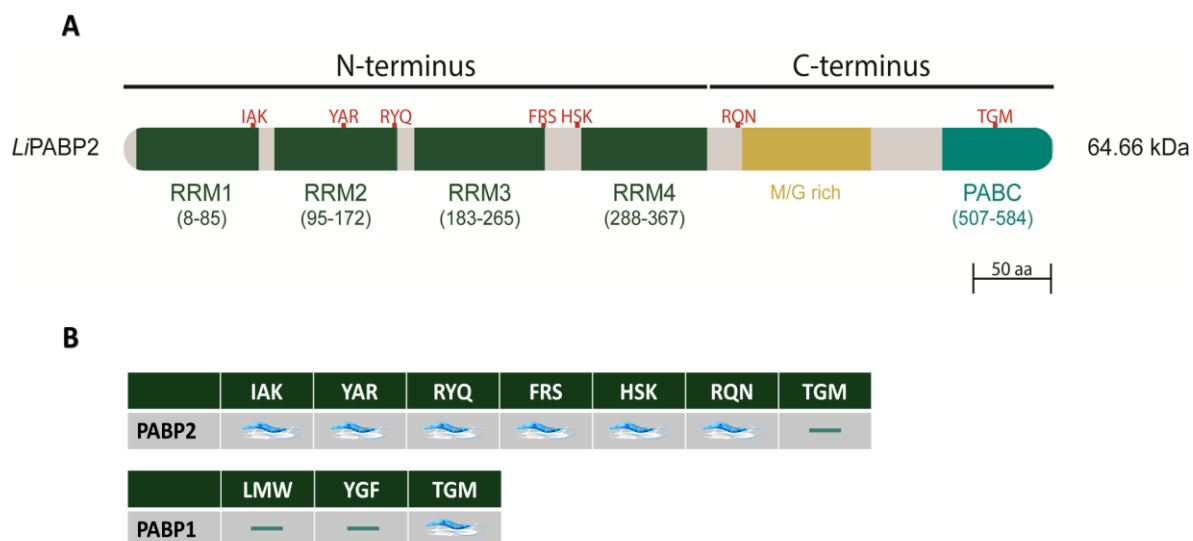 A
N-terminus C-terminus
IAK YAR RYQ FRS HSK RQN TGM
LiPABP2 64.66 kDa
RRM1 RRM2 RRM3 RRM4 M/G rich PABC
(8-85) (95-172) (183-265) (288-367) (507-584)
50 aa
B
IAK YAR RYQ FRS HSK RQN TGM
PABP2 —
LMW YGF TGM
PABP1 — —